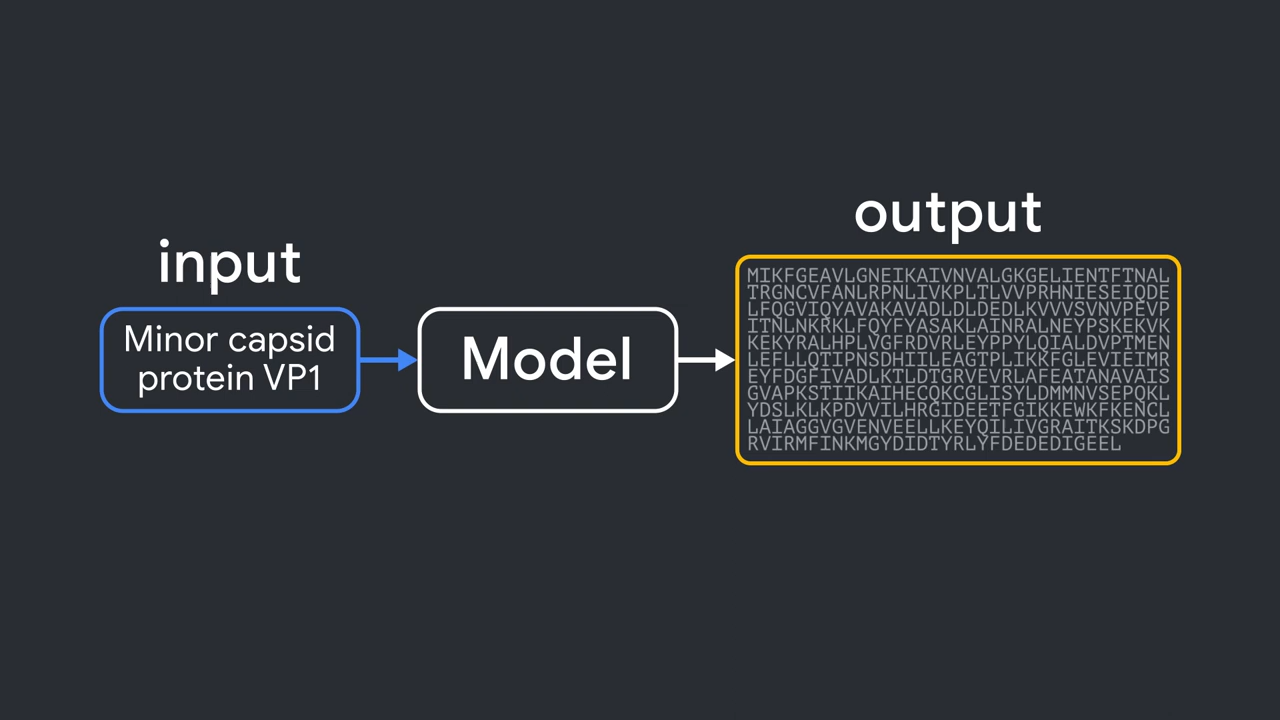 input
Minor capsid
protein VP1
Model
output
MIKFGEAVLGNEIKAIVNVALGKGELIENTFTNAL
TRGNCVFANLRPNLIVKPLTLVVPRHNIESEIQDE
LFQGVIQYAVAKAVADLDLDEDLKVVVSVNVPEVP
ITNLNKRKLFQYFYASAKLAINRALNEYPSKEKVK
KEKYRALHPLVGFRDVRLEYPPYLQIALDVPTMEN
LEFLLQTIPNSDHIILEAGTPLIKKFGLEVIEIMR
EYFDGFIVADLKTLDTGRVEVRLAFEATANAVAIS
GVAPKSTIIKAIHECQKCGLISYLDMMNVSEPQKL
YDSLKLKPDVVILHRGIDEETFGIKKEWKFKENCL
LAIAGGVGVENVEELLKEYQILIVGRAITKSKDPG
RVIRMFINKMGYDIDTYRLYFDEDEDIGEEL